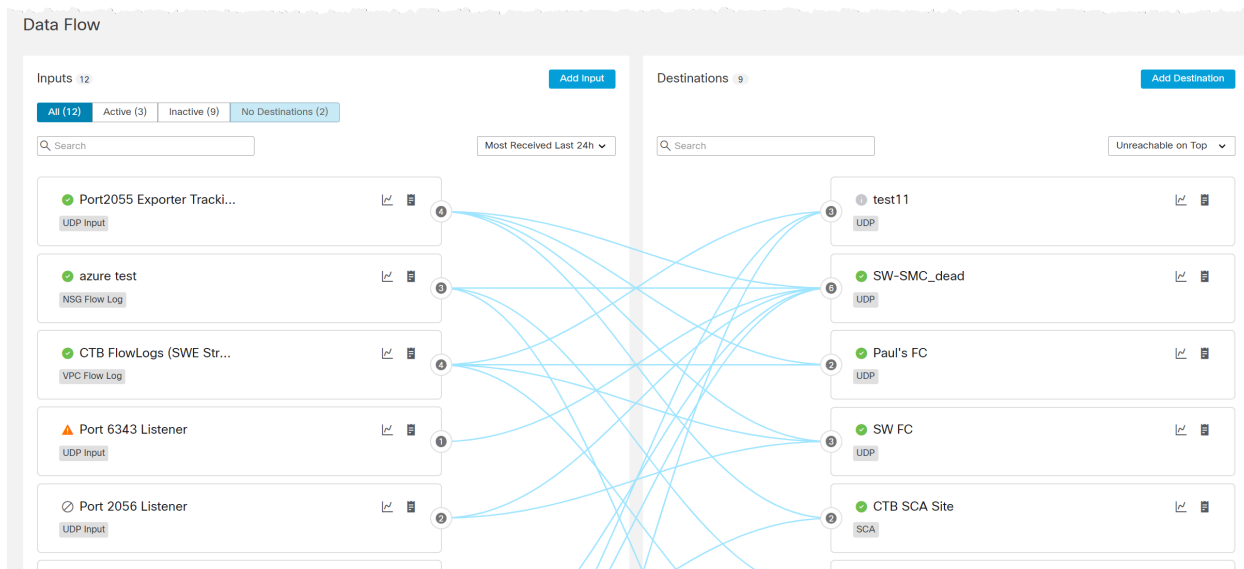 Data Flow
Inputs 12
Add Input
All (12) Active (3) Inactive (9) No Destinations (2)
Search
Most Received Last 24h
Port2055 Exporter Tracki...
UDP Input
4
azure test
NSG Flow Log
3
CTB FlowLogs (SWE Str...
VPC Flow Log
4
Port 6343 Listener
UDP Input
1
Port 2056 Listener
UDP Input
2
Destinations 9
Add Destination
Search
Unreachable on Top
3
test11
UDP
6
SW-SMC_dead
UDP
2
Paul's FC
UDP
3
SW FC
UDP
2
CTB SCA Site
SCA